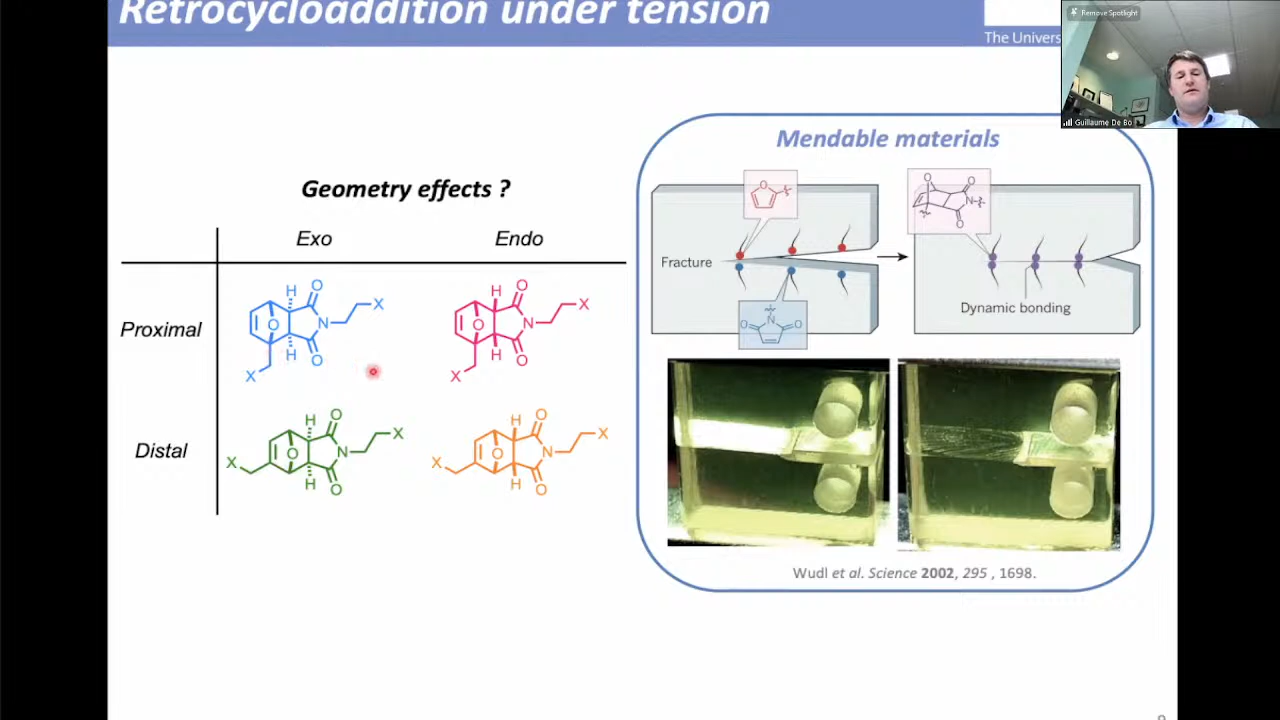 Retrocycloaddition under tension
The Univers
Remove Spotlight
Guillaume De Bo
Geometry effects ?
Exo
Endo
Proximal
H
O
O
N
X
H
O
X
H
O
O
N
X
H
O
X
Distal
H
O
O
N
X
X
H
O
H
O
O
N
X
X
H
O
Mendable materials
O
O
O
N
O
Fracture
Dynamic bonding
N
O
O
Wudl et al. Science 2002, 295 , 1698.